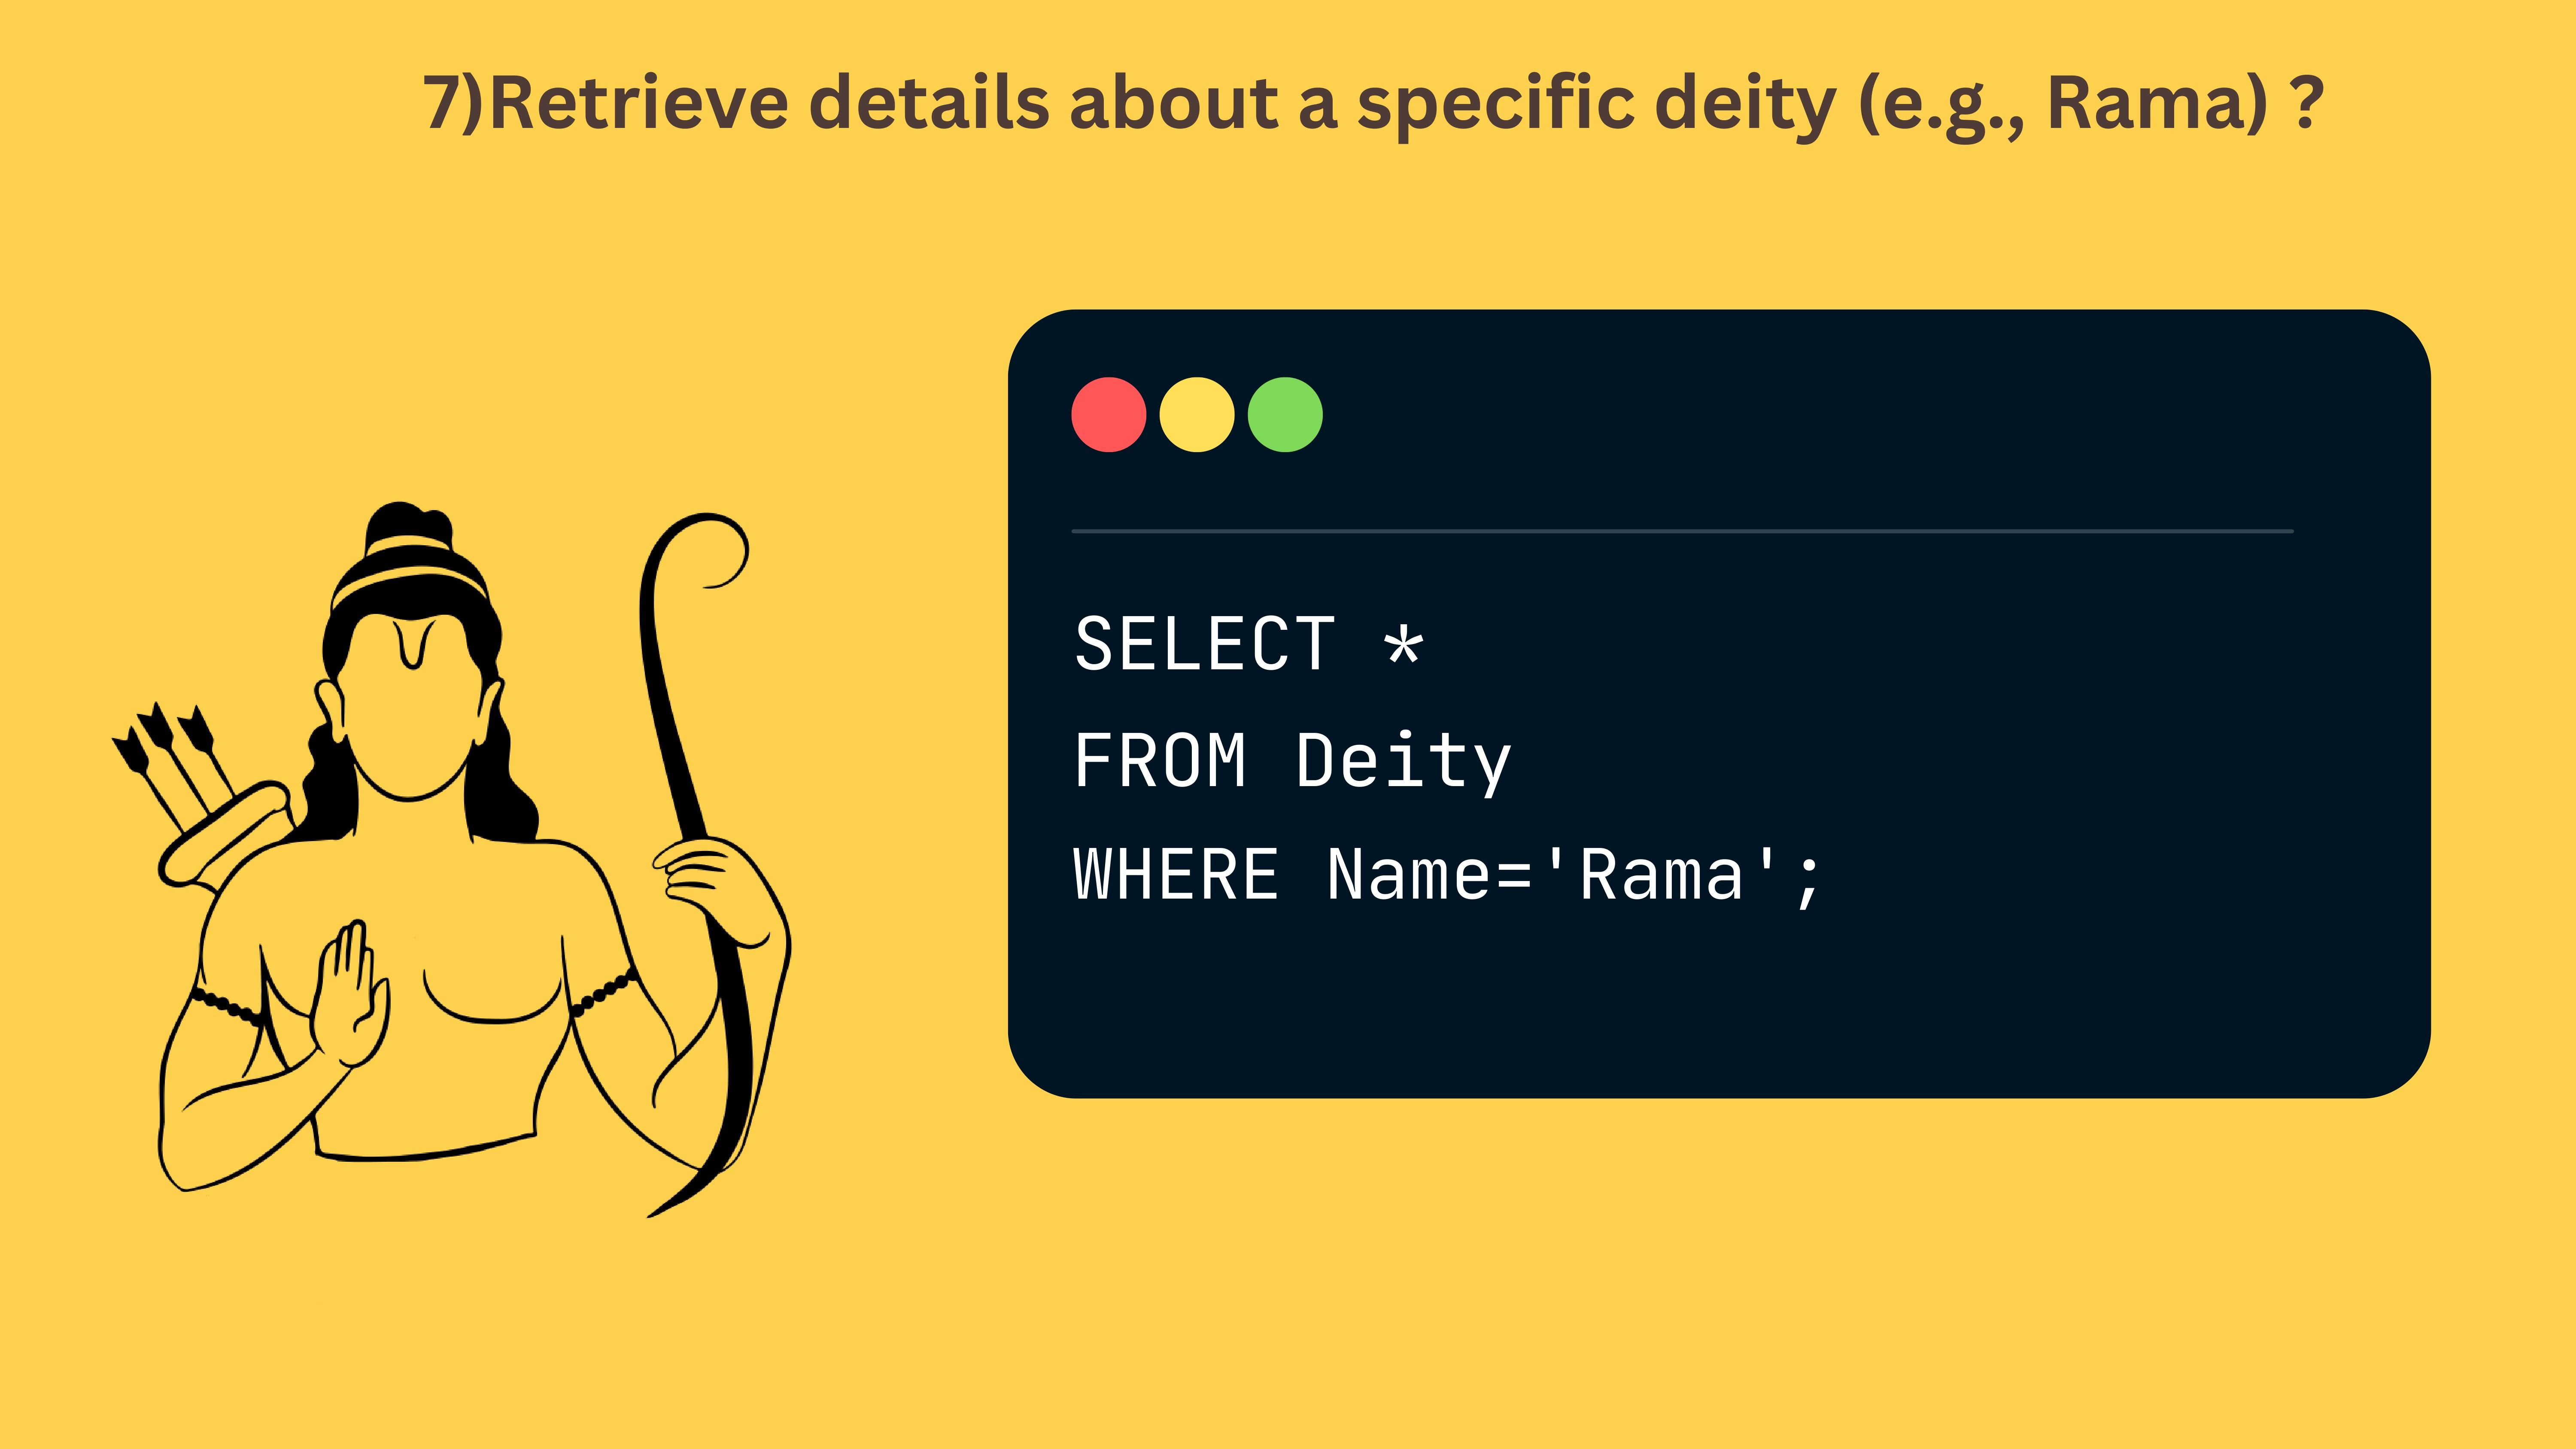 7)Retrieve details about a specific deity (e.g., Rama) ?
SELECT *
FROM Deity
WHERE Name='Rama';